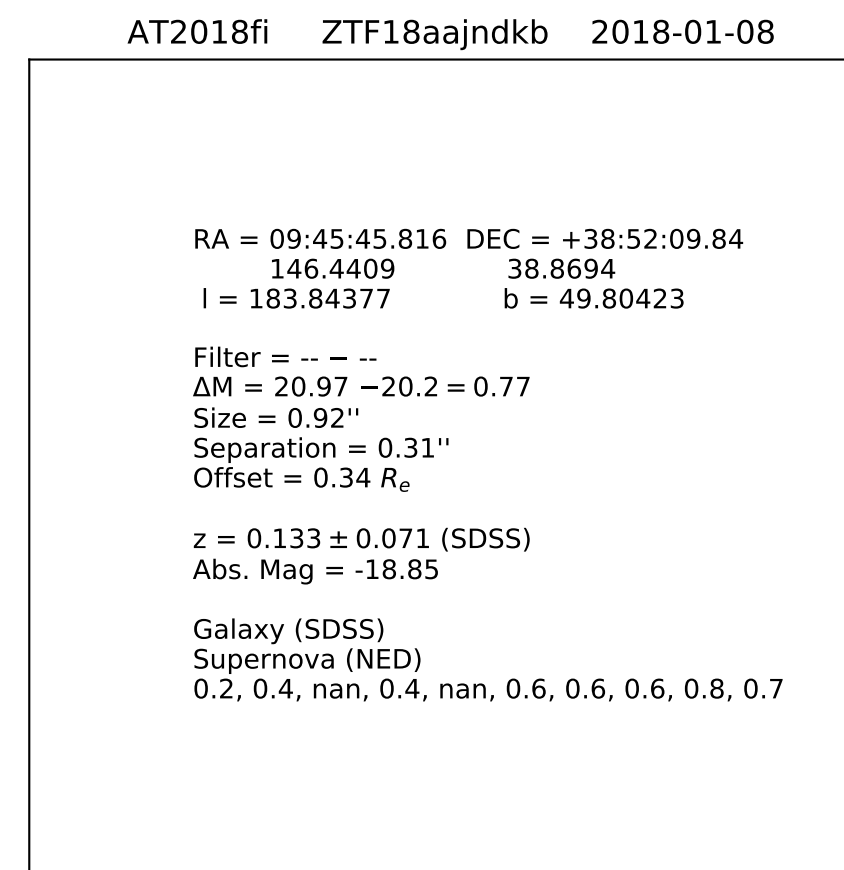 AT2018fi ZTF18aajndkb 2018-01-08
RA = 09:45:45.816 DEC = +38:52:09.84
146.4409 38.8694
l = 183.84377 b = 49.80423
Filter = -- − --
ΔM = 20.97 −20.2 = 0.77
Size = 0.92''
Separation = 0.31''
Offset = 0.34 Rₑ
z = 0.133 ± 0.071 (SDSS)
Abs. Mag = -18.85
Galaxy (SDSS)
Supernova (NED)
0.2, 0.4, nan, 0.4, nan, 0.6, 0.6, 0.6, 0.8, 0.7